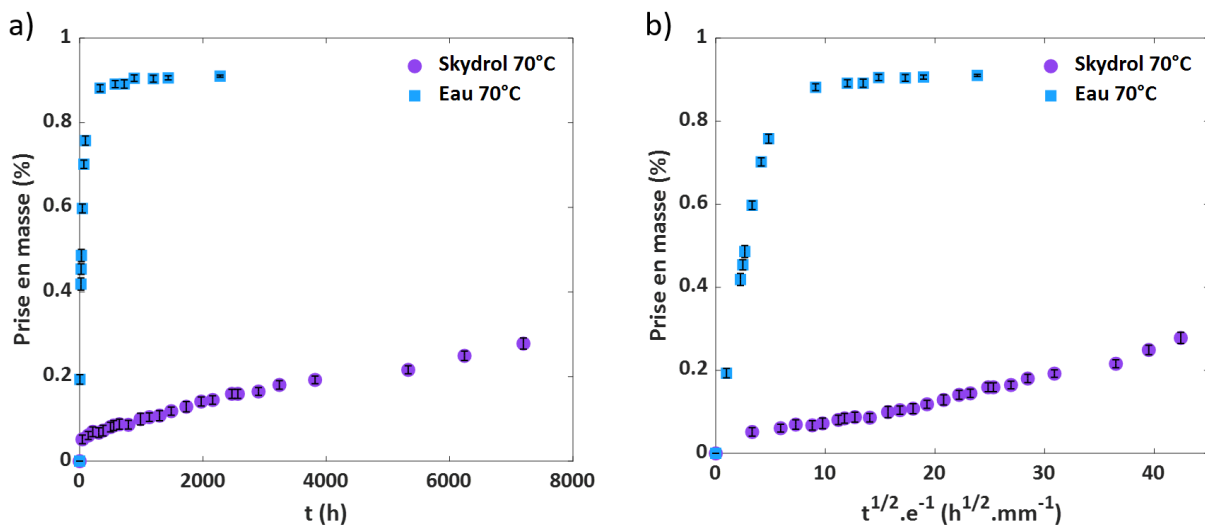 a)
Prise en masse (%)
1
0.8
0.6
0.4
0.2
0
0
2000
4000
6000
8000
t (h)
Skydrol 70°C
Eau 70°C
b)
Prise en masse (%)
1
0.8
0.6
0.4
0.2
0
0
10
20
30
40
t^{1/2}.e^{-1} (h^{1/2}.mm^{-1})
Skydrol 70°C
Eau 70°C